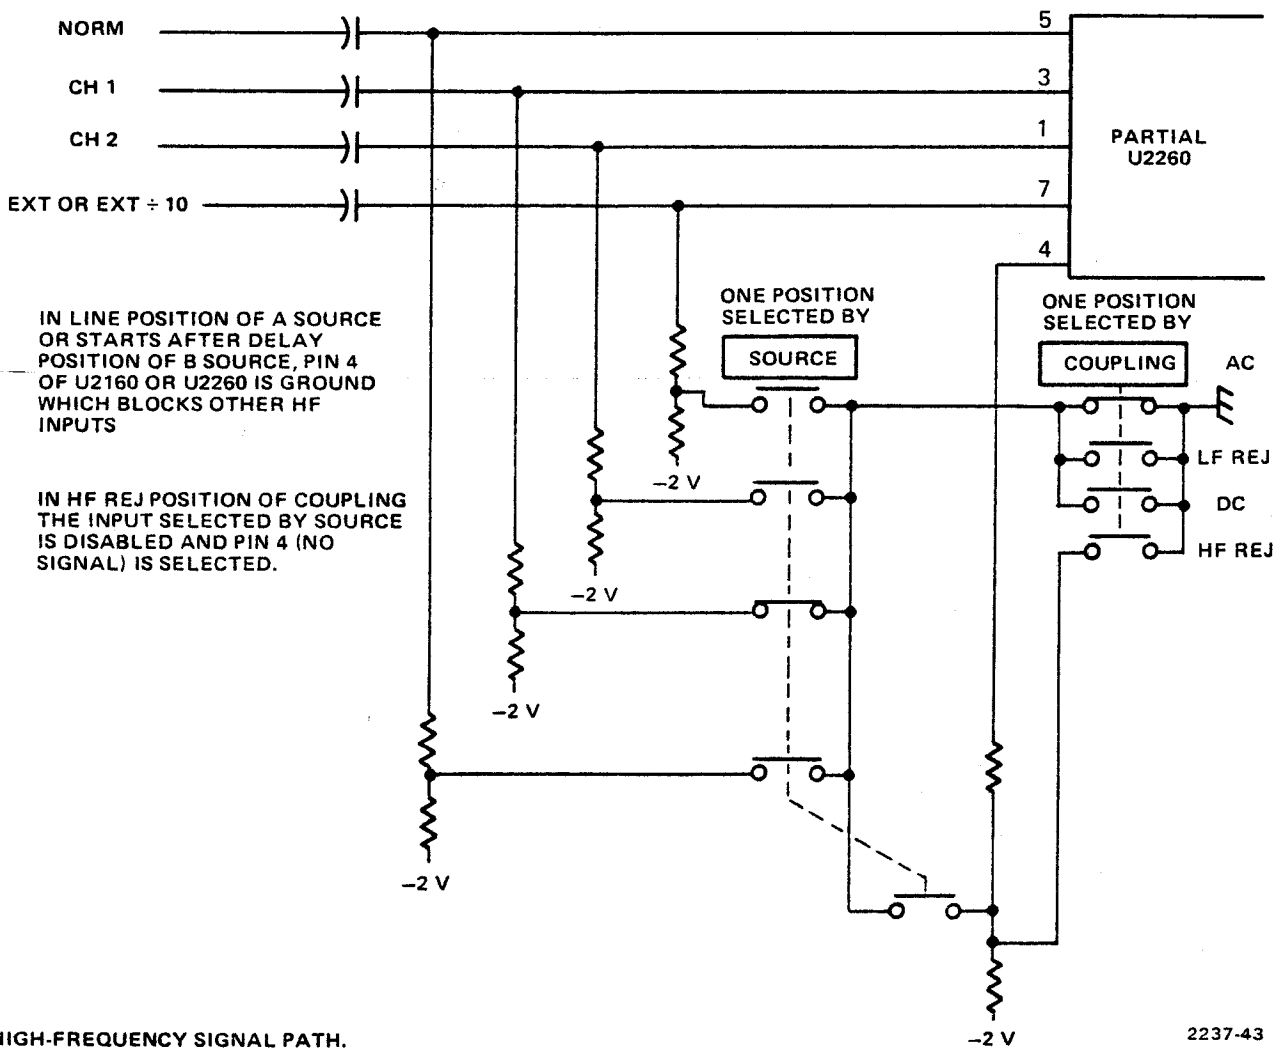 NORM
5
CH 1
3
CH 2
1
PARTIAL
U2260
EXT OR EXT ÷ 10
7
4
ONE POSITION
SELECTED BY
SOURCE
ONE POSITION
SELECTED BY
COUPLING
AC
LF REJ
DC
HF REJ
IN LINE POSITION OF A SOURCE
OR STARTS AFTER DELAY
POSITION OF B SOURCE, PIN 4
OF U2160 OR U2260 IS GROUND
WHICH BLOCKS OTHER HF
INPUTS
IN HF REJ POSITION OF COUPLING
THE INPUT SELECTED BY SOURCE
IS DISABLED AND PIN 4 (NO
SIGNAL) IS SELECTED.
−2 V
−2 V
−2 V
−2 V
−2 V
HIGH-FREQUENCY SIGNAL PATH.
2237-43